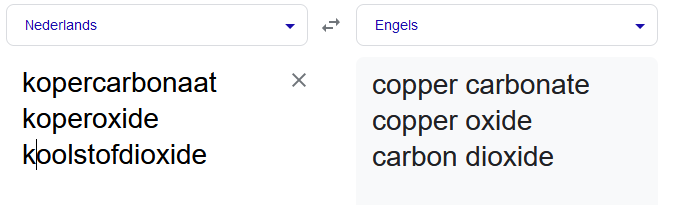 Nederlands Engels
kopercarbonaat copper carbonate
koperoxide copper oxide
koolstofdioxide carbon dioxide